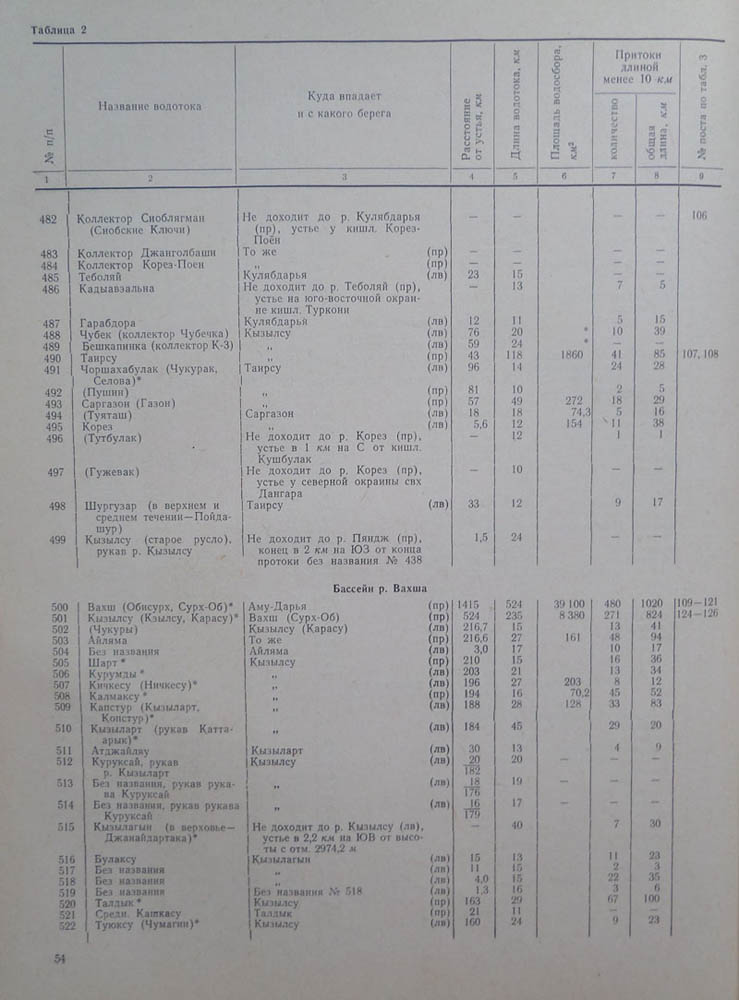 Таблица 2
№ п/п | Название водотока | Куда впадает и с какого берега | Расстояние от устья, км | Длина водотока, км | Площадь водосбора, км² | Притоки длиной менее 10 км: количество | общая длина, км | № поста по табл. 3
1 | 2 | 3 | 4 | 5 | 6 | 7 | 8 | 9
482 Коллектор Сиоблягман Не доходит до р. Кулябдарья — — — — 106
(Снобские Ключи) (пр), устье у кишл. Корез-
Поён
483 Коллектор Джанголбаши То же (пр) — — — —
484 Коллектор Корез-Поен „ (пр) — — — —
485 Теболяй Кулябдарья (лв) 23 15 — —
486 Кадыавзальна Не доходит до р. Теболяй (пр), — 13 7 5
устье на юго-восточной окраи-
не кишл. Туркони
487 Гарабдора Кулябдарья (лв) 12 11 5 15
488 Чубек (коллектор Чубечка) Кызылсу (лв) 76 20 * 10 39
489 Бешкапинка (коллектор К-3) „ (лв) 59 24 * — —
490 Таирсу „ (пр) 43 118 1860 41 85 107, 108
491 Чоршахабулак (Чукурак, Таирсу (лв) 96 14 24 28
Селова)*
492 (Пушин) „ (пр) 81 10 2 5
493 Саргазон (Газон) „ (пр) 57 49 272 18 29
494 (Туяташ) Саргазон (лв) 18 18 74,3 5 16
495 Корез „ (лв) 5,6 12 154 11 38
496 (Тутбулак) Не доходит до р. Корез (пр), — 12 1 1
устье в 1 км на С от кишл.
Кушбулак
497 (Гужевак) Не доходит до р. Корез (пр), — 10 — —
устье у северной окраины свх
Дангара
498 Шургузар (в верхнем и Таирсу (лв) 33 12 9 17
среднем течении—Пойда-
шур)
499 Кызылсу (старое русло), Не доходит до р. Пяндж (пр), 1,5 24 — —
рукав р. Кызылсу конец в 2 км на ЮЗ от конца
протоки без названия № 438
Бассейн р. Вахша
500 Вахш (Обисурх, Сурх-Об)* Аму-Дарья (пр) 1415 524 39 100 480 1020 109—121
501 Кызылсу (Кзылсу, Карасу)* Вахш (Сурх-Об) (пр) 524 235 8 380 271 824 124—126
502 (Чукуры) Кызылсу (Карасу) (лв) 216,7 15 13 41
503 Айляма То же (пр) 216,6 27 161 48 94
504 Без названия Айляма (лв) 3,0 17 10 17
505 Шарт * Кызылсу (пр) 210 15 16 36
506 Курумды * „ (лв) 203 21 13 34
507 Кичкесу (Ничкесу)* „ (лв) 196 27 203 8 12
508 Калмаксу * „ (пр) 194 16 70,2 45 52
509 Капстур (Кызыларт, „ (лв) 188 28 128 33 83
Копстур)*
510 Кызыларт (рукав Катта- „ (лв) 184 45 29 20
арык)*
511 Атджайляу Кызыларт (лв) 30 13 4 9
512 Куруксай, рукав Кызылсу (лв) 20 20 — — —
р. Кызыларт 182
513 Без названия, рукав рука- „ (лв) 18 19 — — —
ва Куруксай 176
514 Без названия, рукав рукава „ (лв) 16 17 — — —
Куруксай 179
515 Кызылагын (в верховье— Не доходит до р. Кызылсу (лв), — 40 7 30
Джанайдартака)* устье в 2,2 км на ЮВ от высо-
ты с отм. 2974,2 м
516 Булаксу Кызылагын (лв) 15 13 11 23
517 Без названия „ (лв) 11 15 2 3
518 Без названия „ (лв) 4,0 15 22 35
519 Без названия Без названия № 518 (лв) 1,3 16 3 6
520 Талдык * Кызылсу (пр) 163 29 67 100
521 Средн. Кашкасу Талдык (пр) 21 11 — —
522 Туюксу (Чумагин)* Кызылсу (лв) 160 24 9 23
54